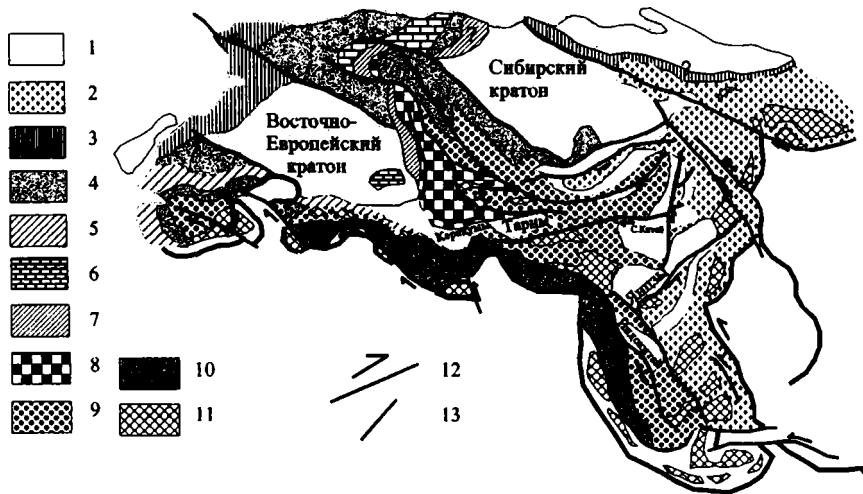 1
2
3
4
5
6
7
8
9
10
11
12
13
Сибирский
кратон
Восточно-
Европейский
кратон
Тарим